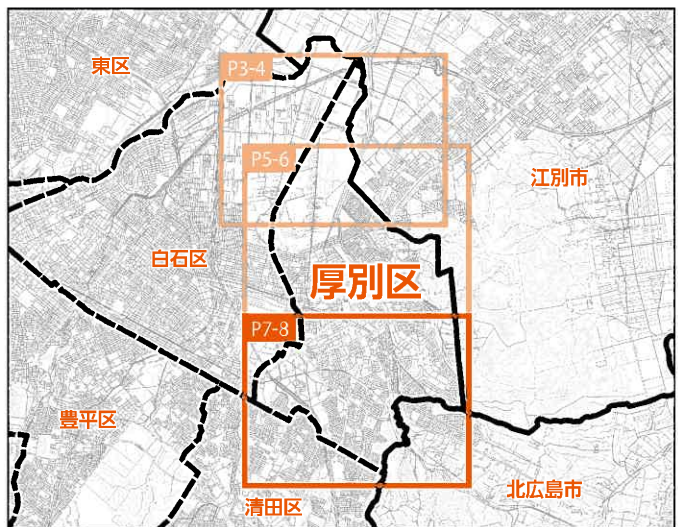 東区
P3-4
P5-6
江別市
白石区
厚別区
P7-8
豊平区
北広島市
清田区